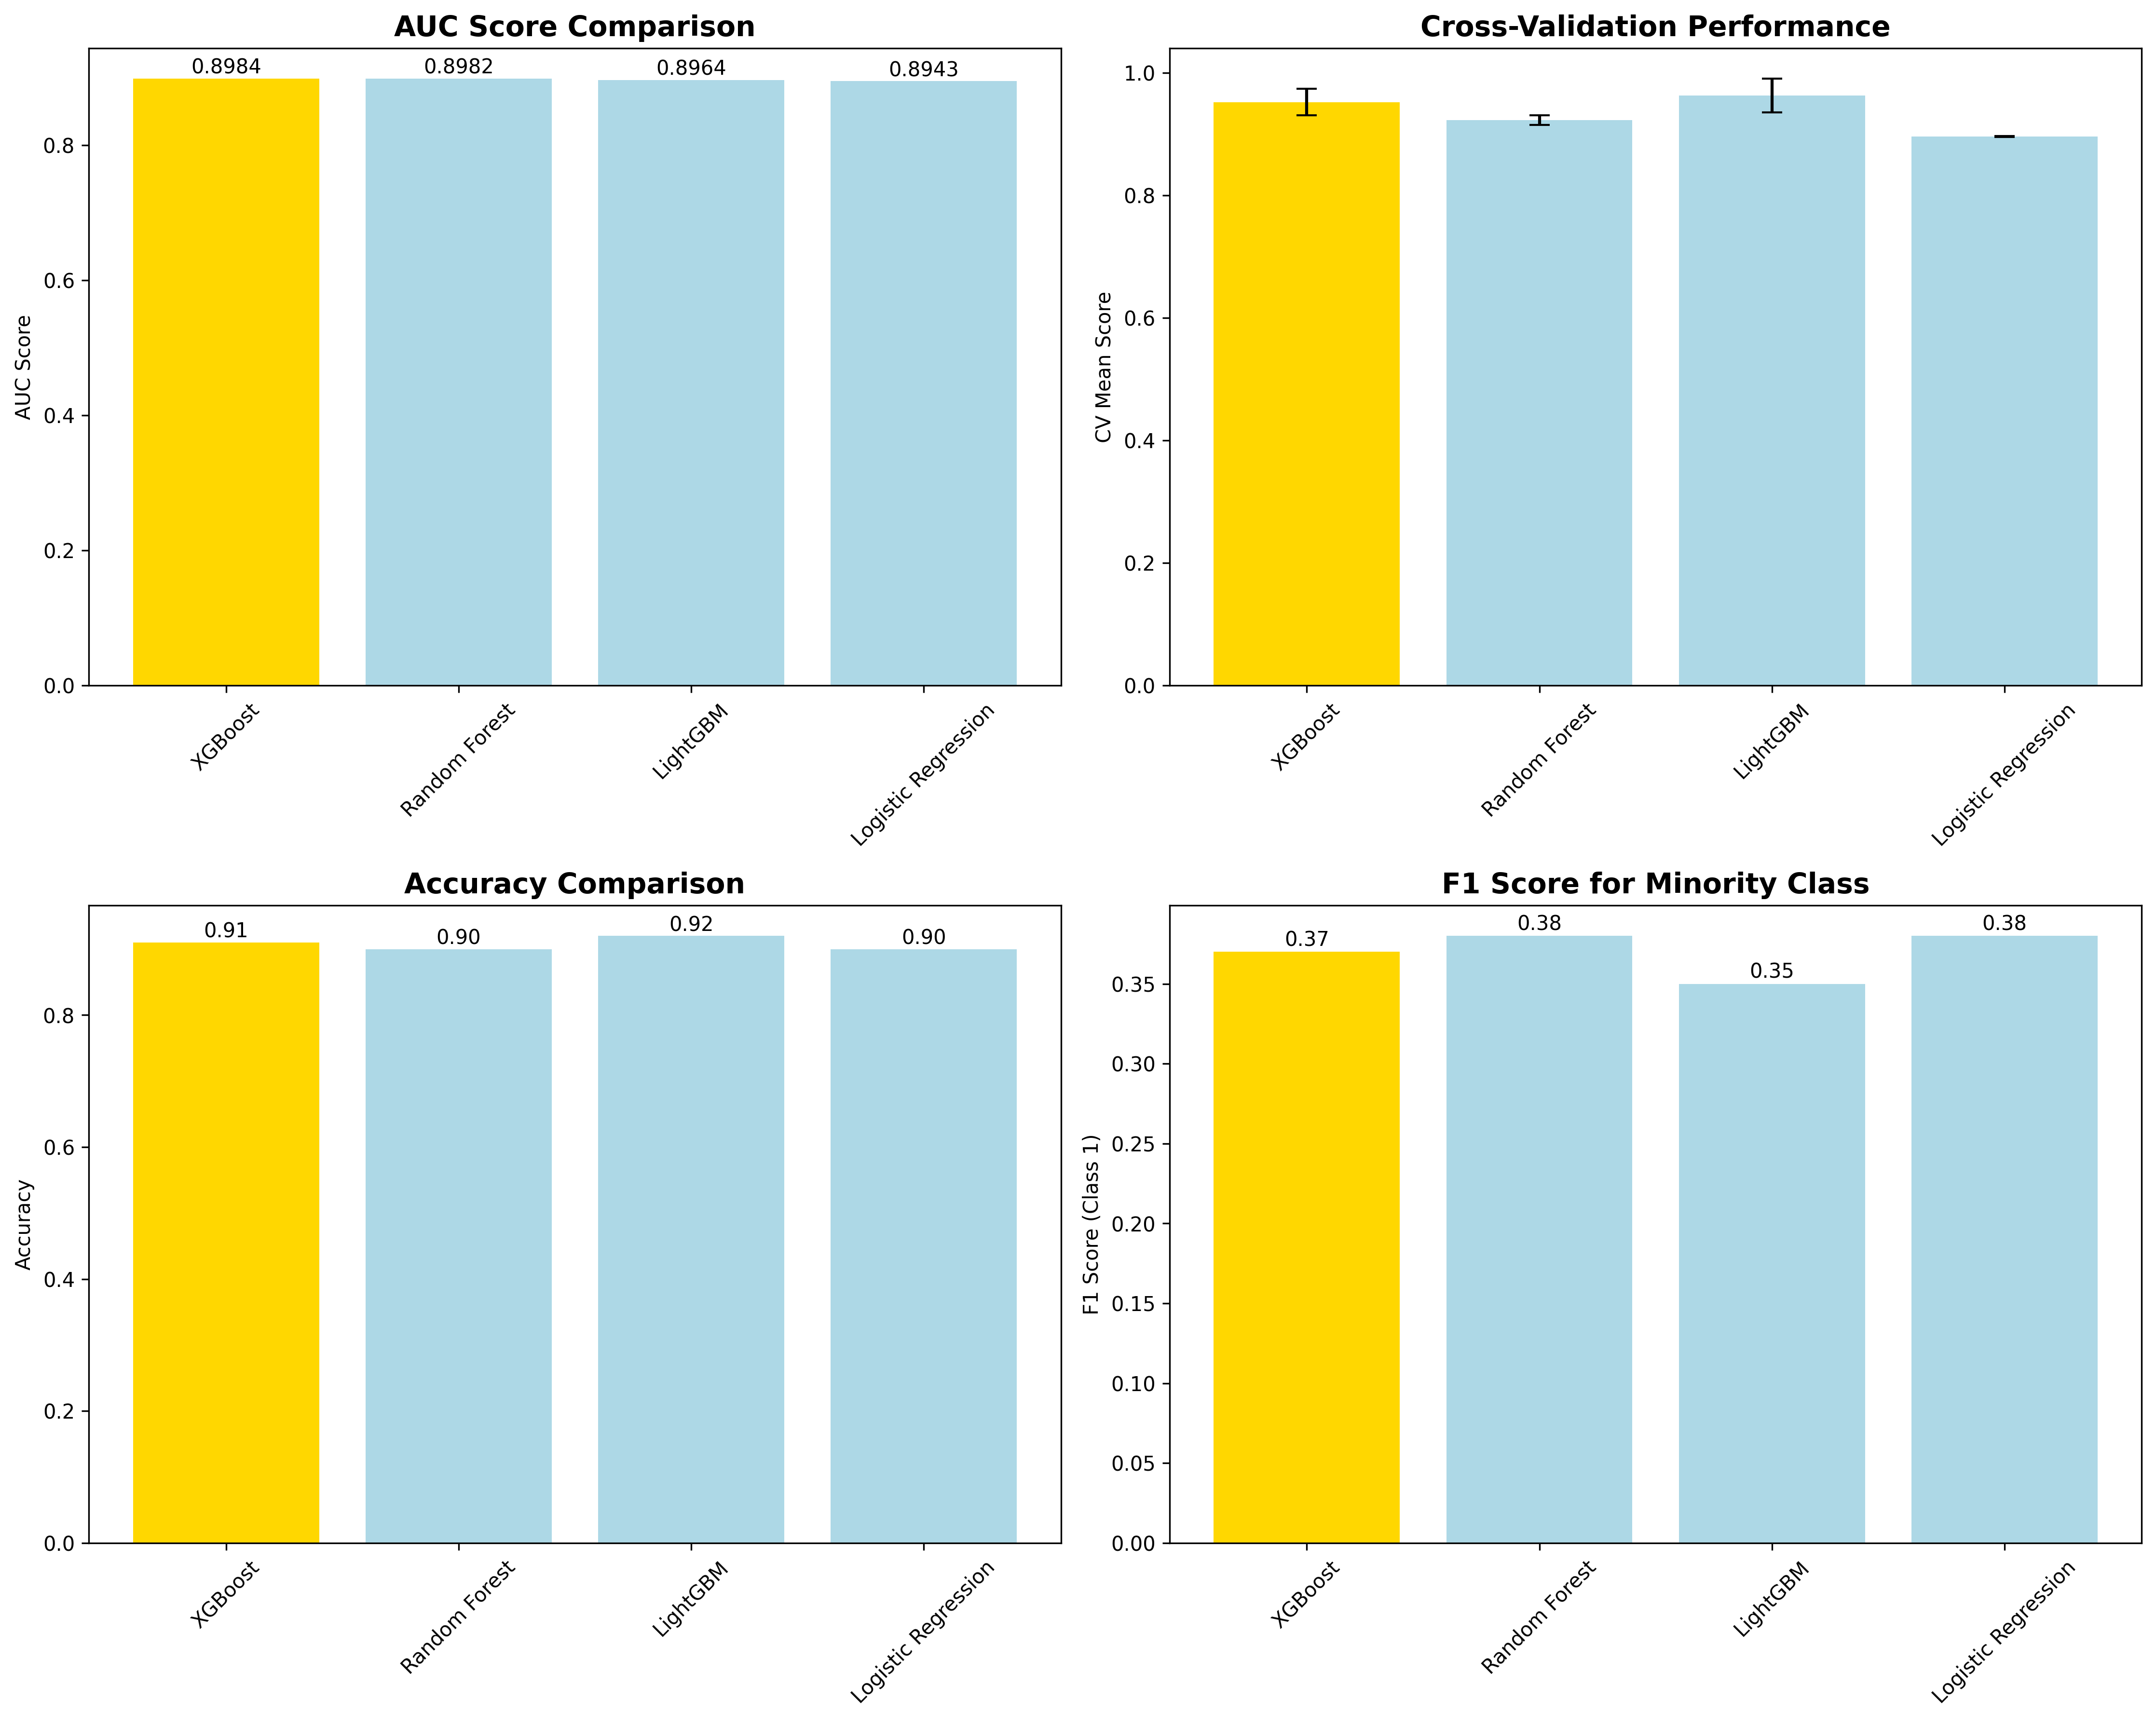 AUC Score Comparison
0.8984
0.8982
0.8964
0.8943
0.8
0.6
0.4
0.2
0.0
AUC Score
XGBoost
Random Forest
LightGBM
Logistic Regression
Cross-Validation Performance
1.0
0.8
0.6
0.4
0.2
0.0
CV Mean Score
XGBoost
Random Forest
LightGBM
Logistic Regression
Accuracy Comparison
0.91
0.90
0.92
0.90
0.8
0.6
0.4
0.2
0.0
Accuracy
XGBoost
Random Forest
LightGBM
Logistic Regression
F1 Score for Minority Class
0.37
0.38
0.35
0.38
0.35
0.30
0.25
0.20
0.15
0.10
0.05
0.00
F1 Score (Class 1)
XGBoost
Random Forest
LightGBM
Logistic Regression